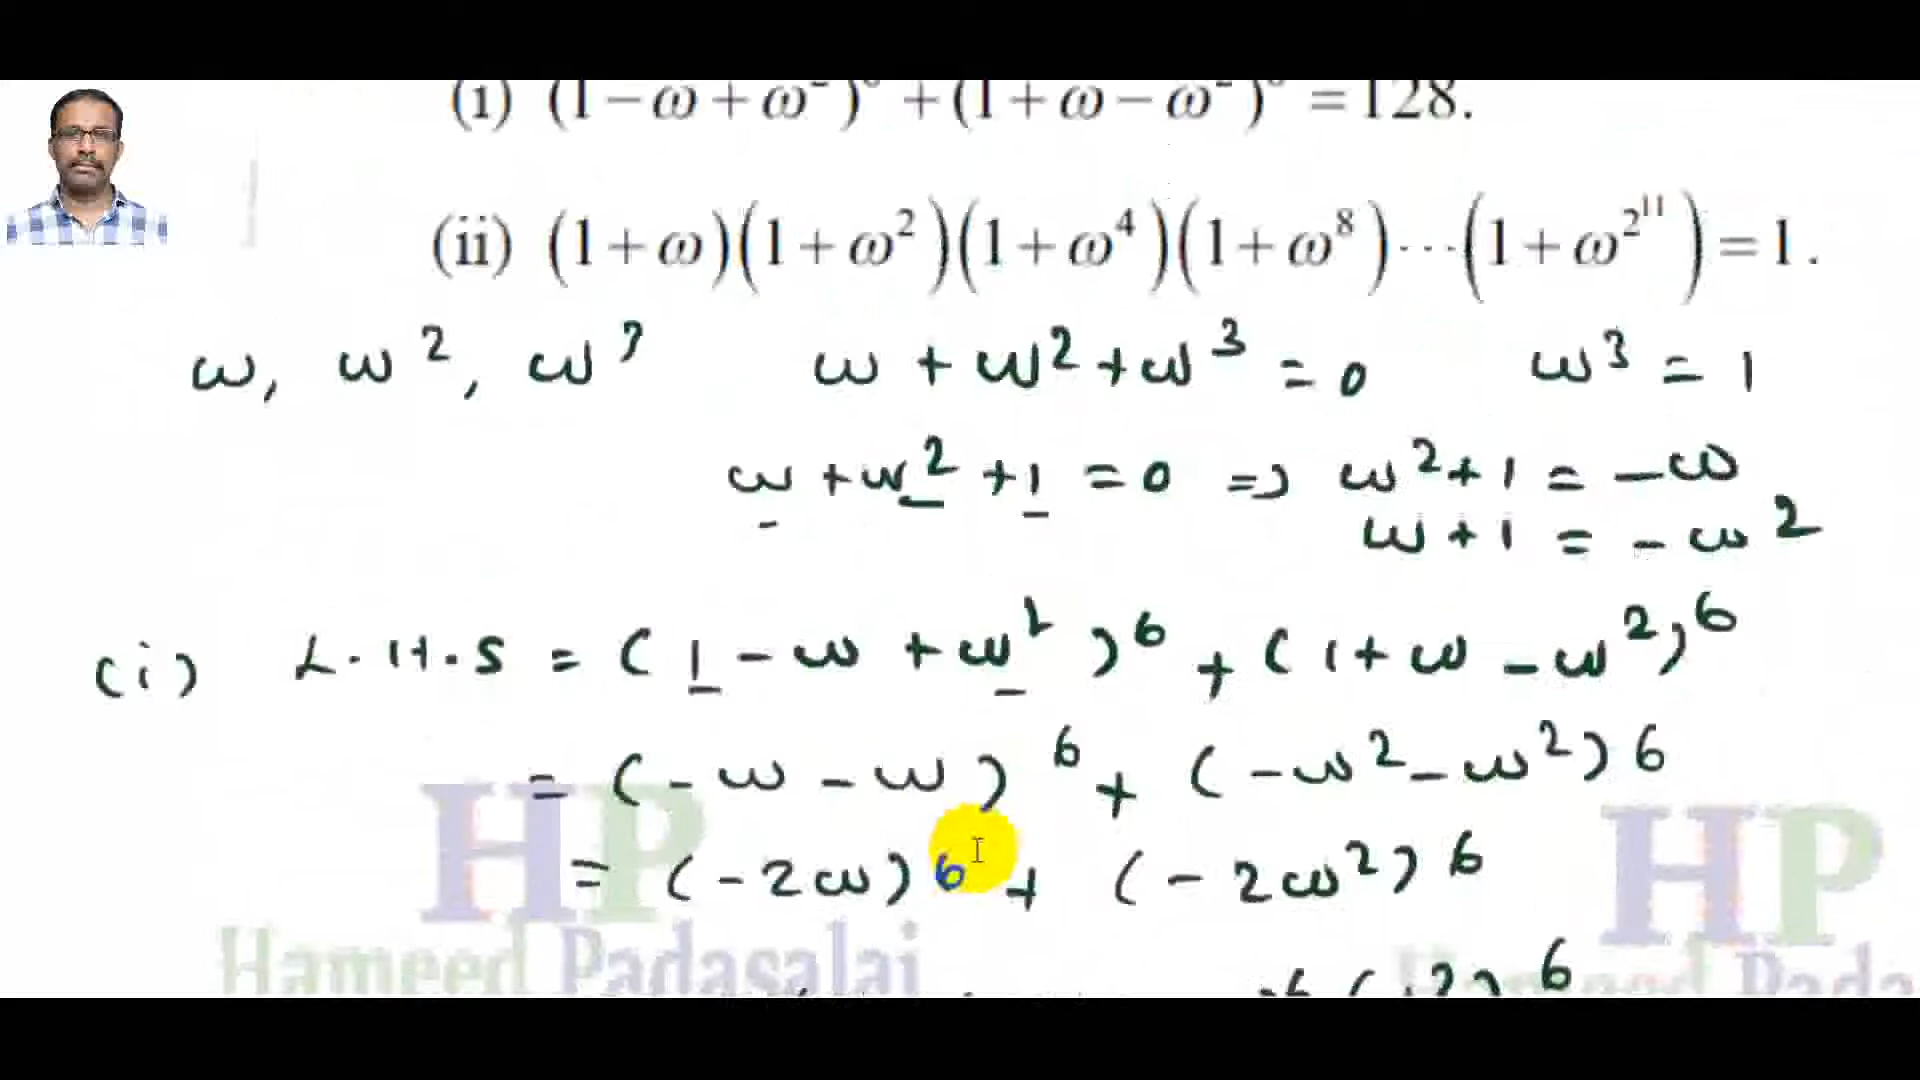 (i) (1−ω+ω²)⁶ +(1+ω−ω²)⁶ =128.
(ii) (1+ω)(1+ω²)(1+ω⁴)(1+ω⁸)⋯(1+ω^(2¹¹))=1.
ω, ω², ω³ ω + ω² + ω³ = 0 ω³ = 1
ω + ω² + 1 = 0 ⇒ ω² + 1 = −ω
ω + 1 = − ω²
(i) L.H.S = (1 − ω + ω²)⁶ + (1 + ω − ω²)⁶
= (−ω − ω)⁶ + (−ω² − ω²)⁶
= (−2ω)⁶ + (−2ω²)⁶
HP HP
Hameed Padasalai